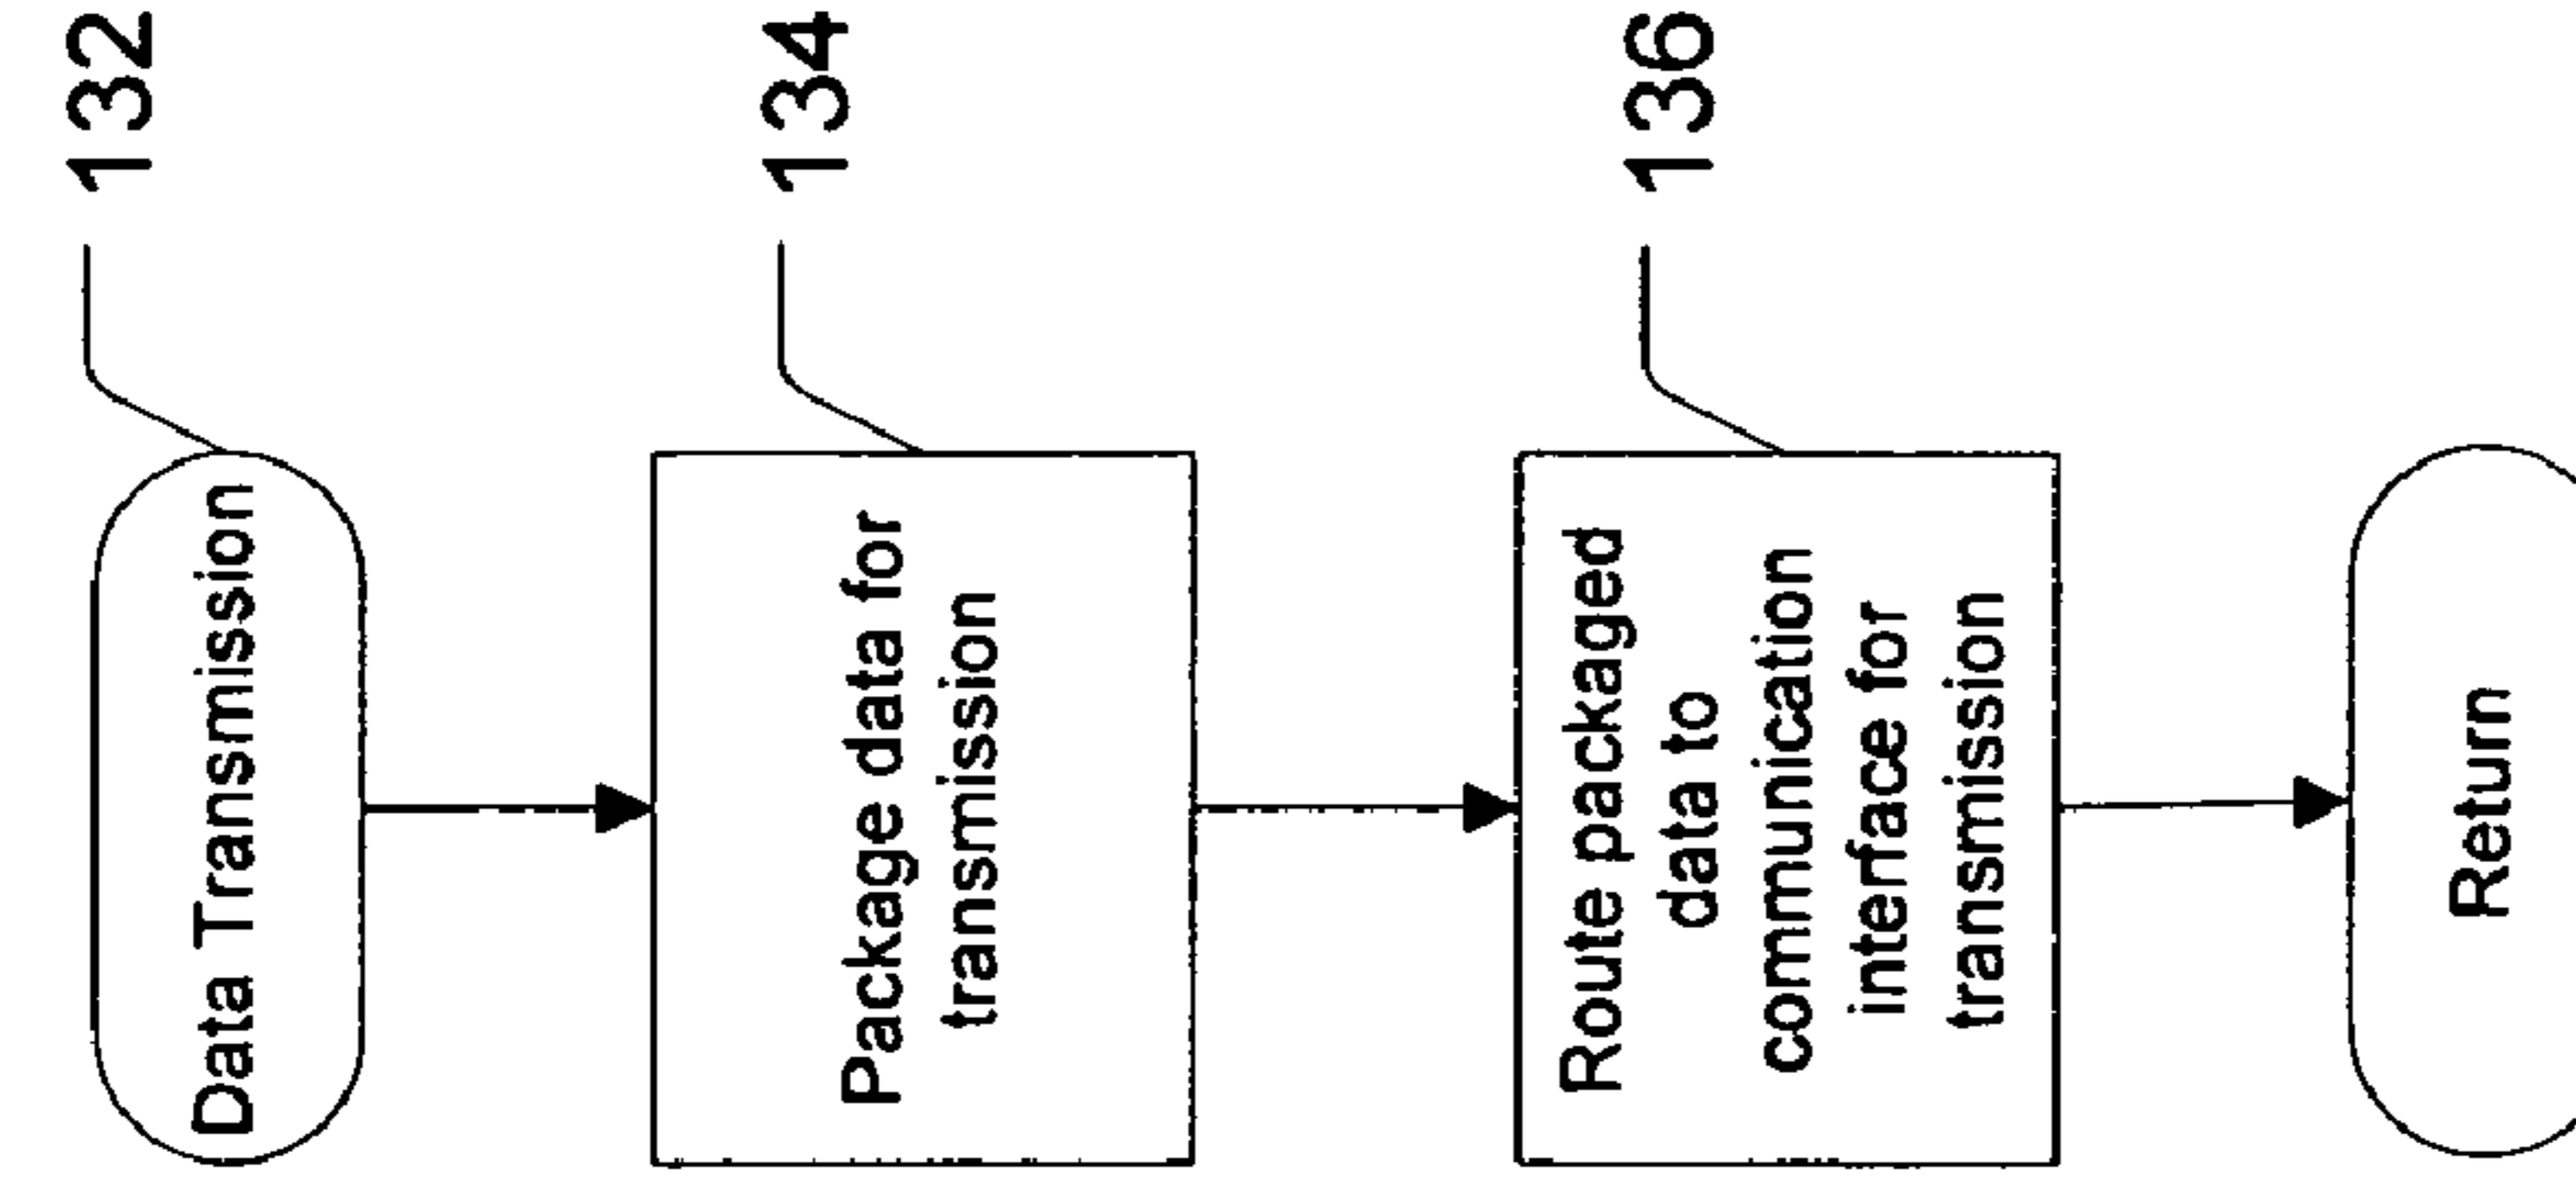 Data Transmission
132
Package data for
transmission
134
Route packaged
data to
communication
interface for
transmission
136
Return